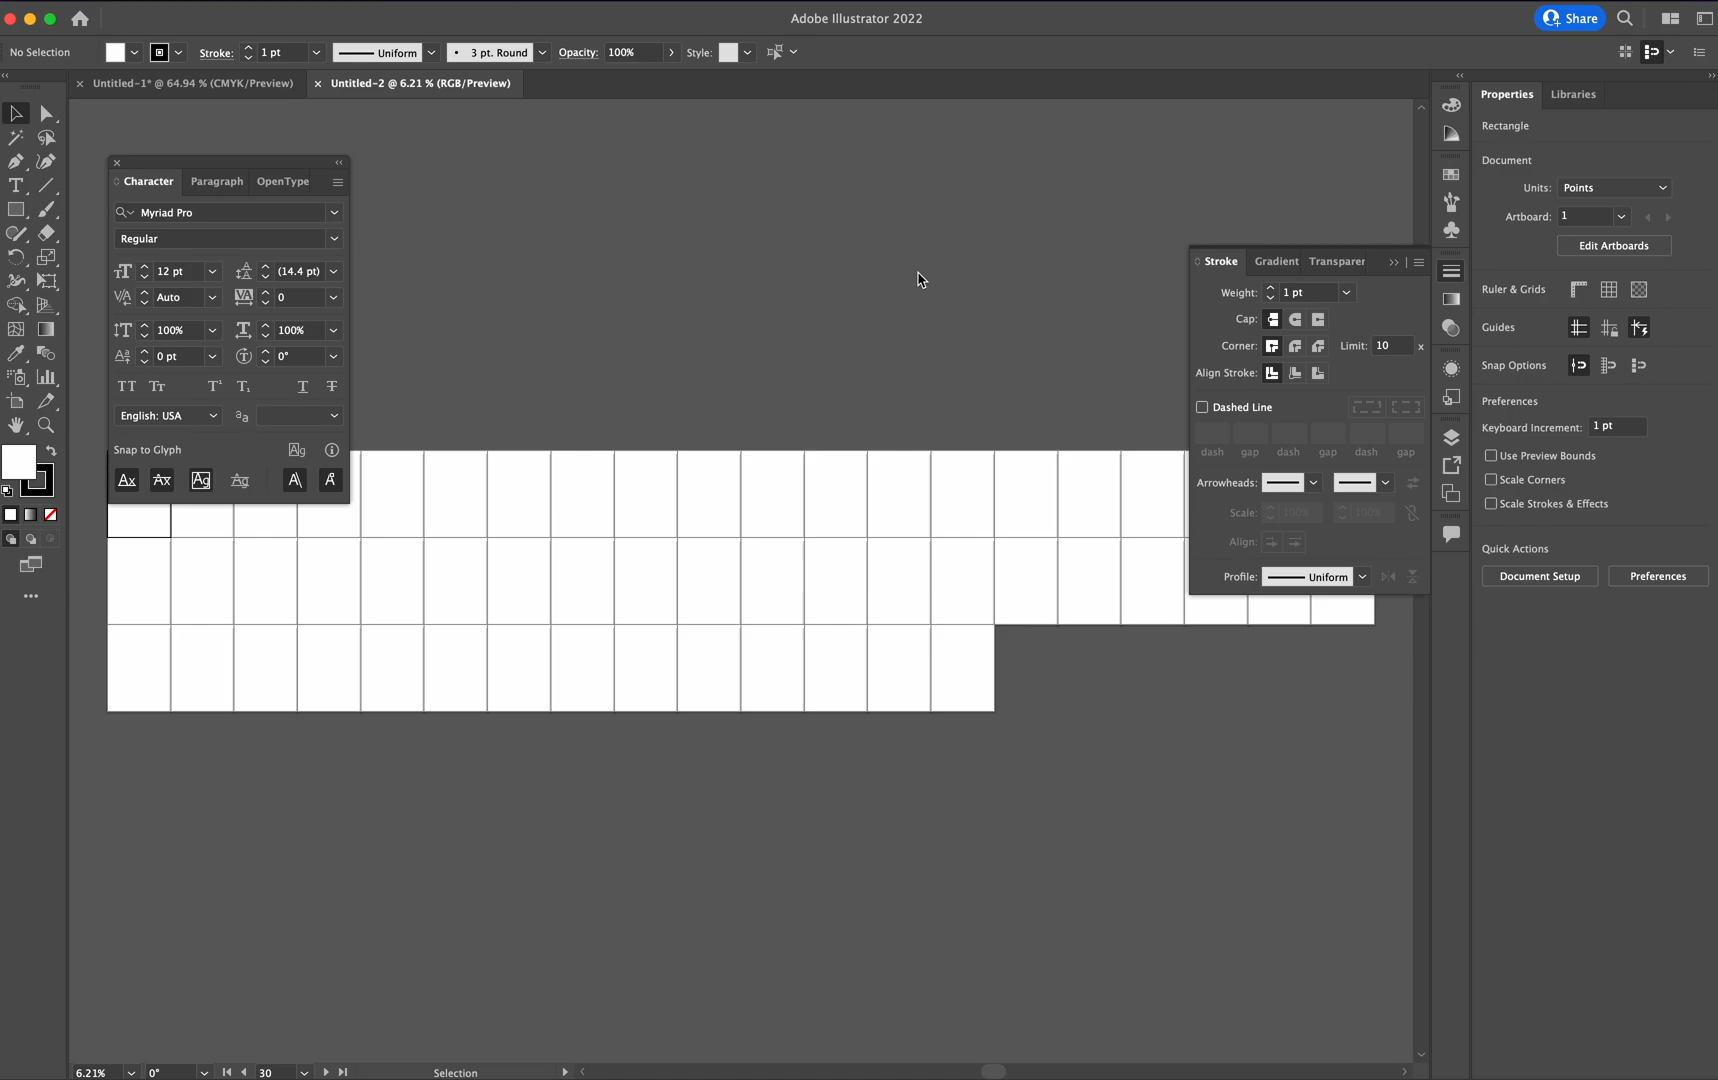 Adobe Illustrator 2022
Share
No Selection
Stroke: 1 pt
Uniform
3 pt. Round
Opacity: 100%
Style:
Untitled-1* @ 64.94 % (CMYK/Preview)
Untitled-2 @ 6.21 % (RGB/Preview)
Character
Paragraph
OpenType
Myriad Pro
Regular
12 pt
(14.4 pt)
Auto
0
100%
100%
0 pt
0°
English: USA
Snap to Glyph
Stroke
Gradient
Transparer
Weight: 1 pt
Cap:
Corner:
Limit: 10 x
Align Stroke:
Dashed Line
dash gap dash gap dash gap
Arrowheads:
Scale: 100% 100%
Align:
Profile: Uniform
Properties
Libraries
Rectangle
Document
Units: Points
Artboard: 1
Edit Artboards
Ruler & Grids
Guides
Snap Options
Preferences
Keyboard Increment: 1 pt
Use Preview Bounds
Scale Corners
Scale Strokes & Effects
Quick Actions
Document Setup
Preferences
6.21%
0°
30
Selection